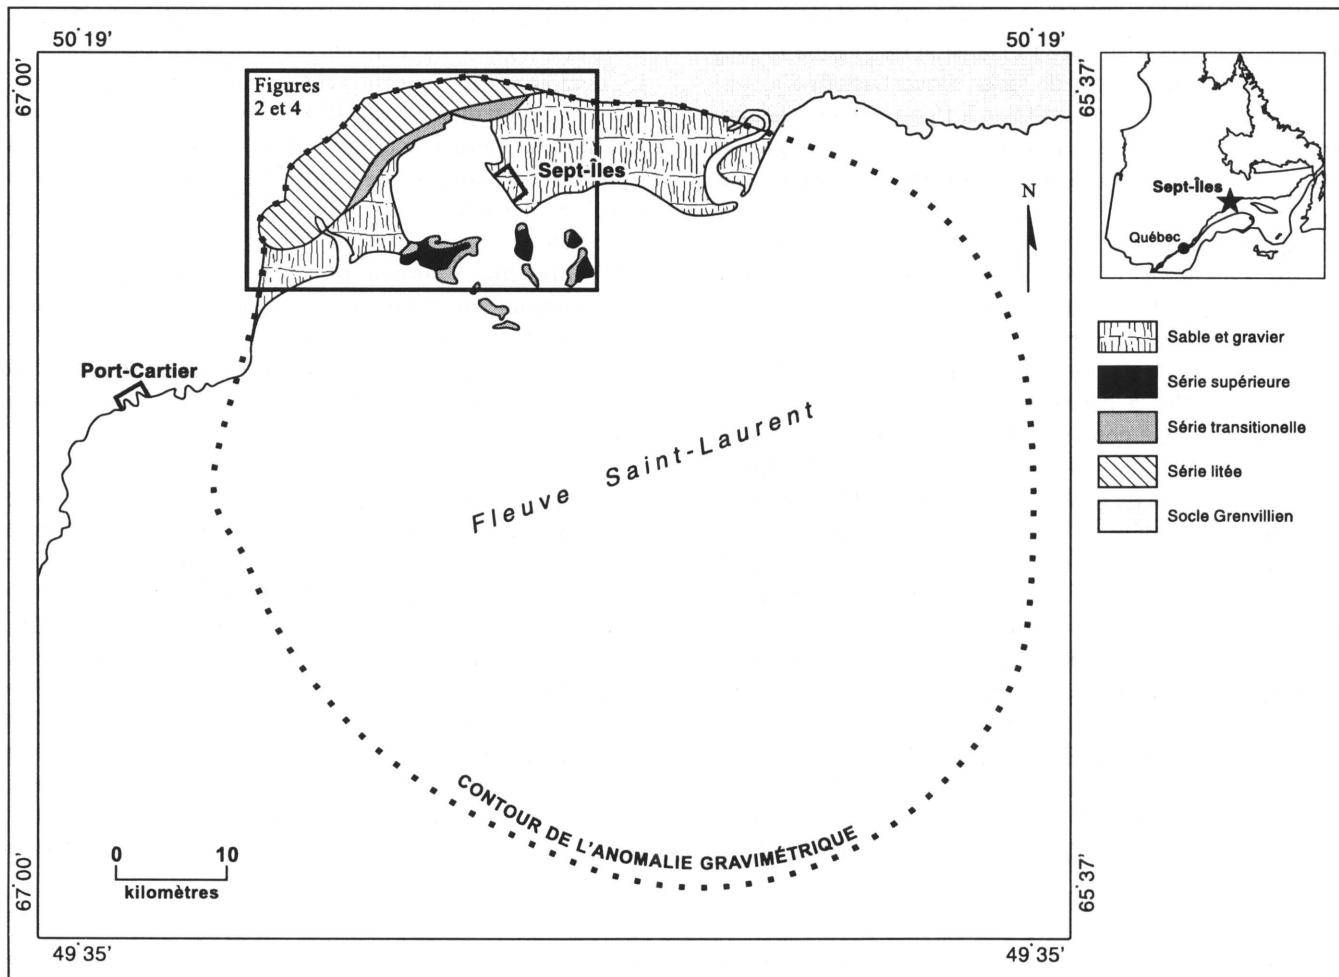 50°19'
50°19'
67°00'
65°37'
Figures
2 et 4
Sept-Îles
N
Port-Cartier
Fleuve Saint-Laurent
CONTOUR DE L'ANOMALIE GRAVIMÉTRIQUE
0 10
kilomètres
67°00'
65°37'
49°35'
49°35'
Sept-Îles
Québec
Sable et gravier
Série supérieure
Série transitionelle
Série litée
Socle Grenvillien